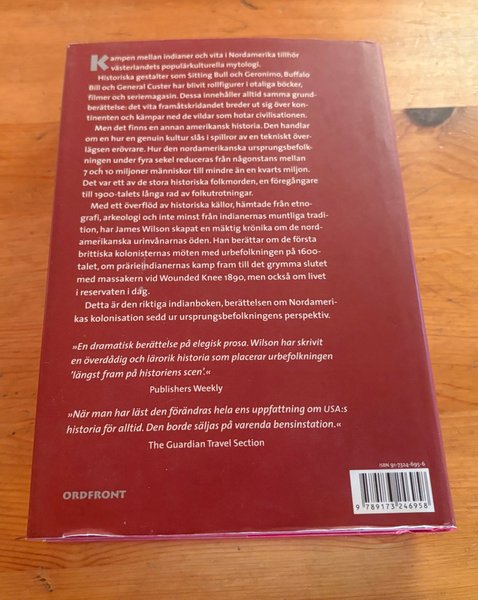 Kampen mellan indianer och vita i Nordamerika tillhör
västerlandets populärkulturella mytologi.
Historiska gestalter som Sitting Bull och Geronimo, Buffalo
Bill och General Custer har blivit rollfigurer i otaliga böcker,
filmer och seriemagasin. Dessa innehåller alltid samma grund-
berättelse: det vita framåtskridandet breder ut sig över kon-
tinenten och kämpar ned de vildar som hotar civilisationen.
Men det finns en annan amerikansk historia. Den handlar
om en hur en genuin kultur slås i spillror av en tekniskt över-
lägsen erövrare. Hur den nordamerikanska ursprungsbefolk-
ningen under fyra sekel reduceras från någonstans mellan
7 och 10 miljoner människor till mindre än en kvarts miljon.
Det var ett av de stora historiska folkmorden, en föregångare
till 1900-talets långa rad av folkutrotningar.
Med ett överflöd av historiska källor, hämtade från etno-
grafi, arkeologi och inte minst från indianernas muntliga tradi-
tion, har James Wilson skapat en mäktig krönika om de nord-
amerikanska urinvånarnas öden. Han berättar om de första
brittiska kolonisternas möten med urbefolkningen på 1600-
talet, om prärieindianernas kamp fram till det grymma slutet
med massakern vid Wounded Knee 1890, men också om livet
i reservaten i dag.
Detta är den riktiga indianboken, berättelsen om Nordameri-
kas kolonisation sedd ur ursprungsbefolkningens perspektiv.
»En dramatisk berättelse på elegisk prosa. Wilson har skrivit
en överdådig och lärorik historia som placerar urbefolkningen
'längst fram på historiens scen'.«
Publishers Weekly
»När man har läst den förändras hela ens uppfattning om USA:s
historia för alltid. Den borde säljas på varenda bensinstation.«
The Guardian Travel Section
ISBN 91-7324-695-6
9 789173 246958
ORDFRONT